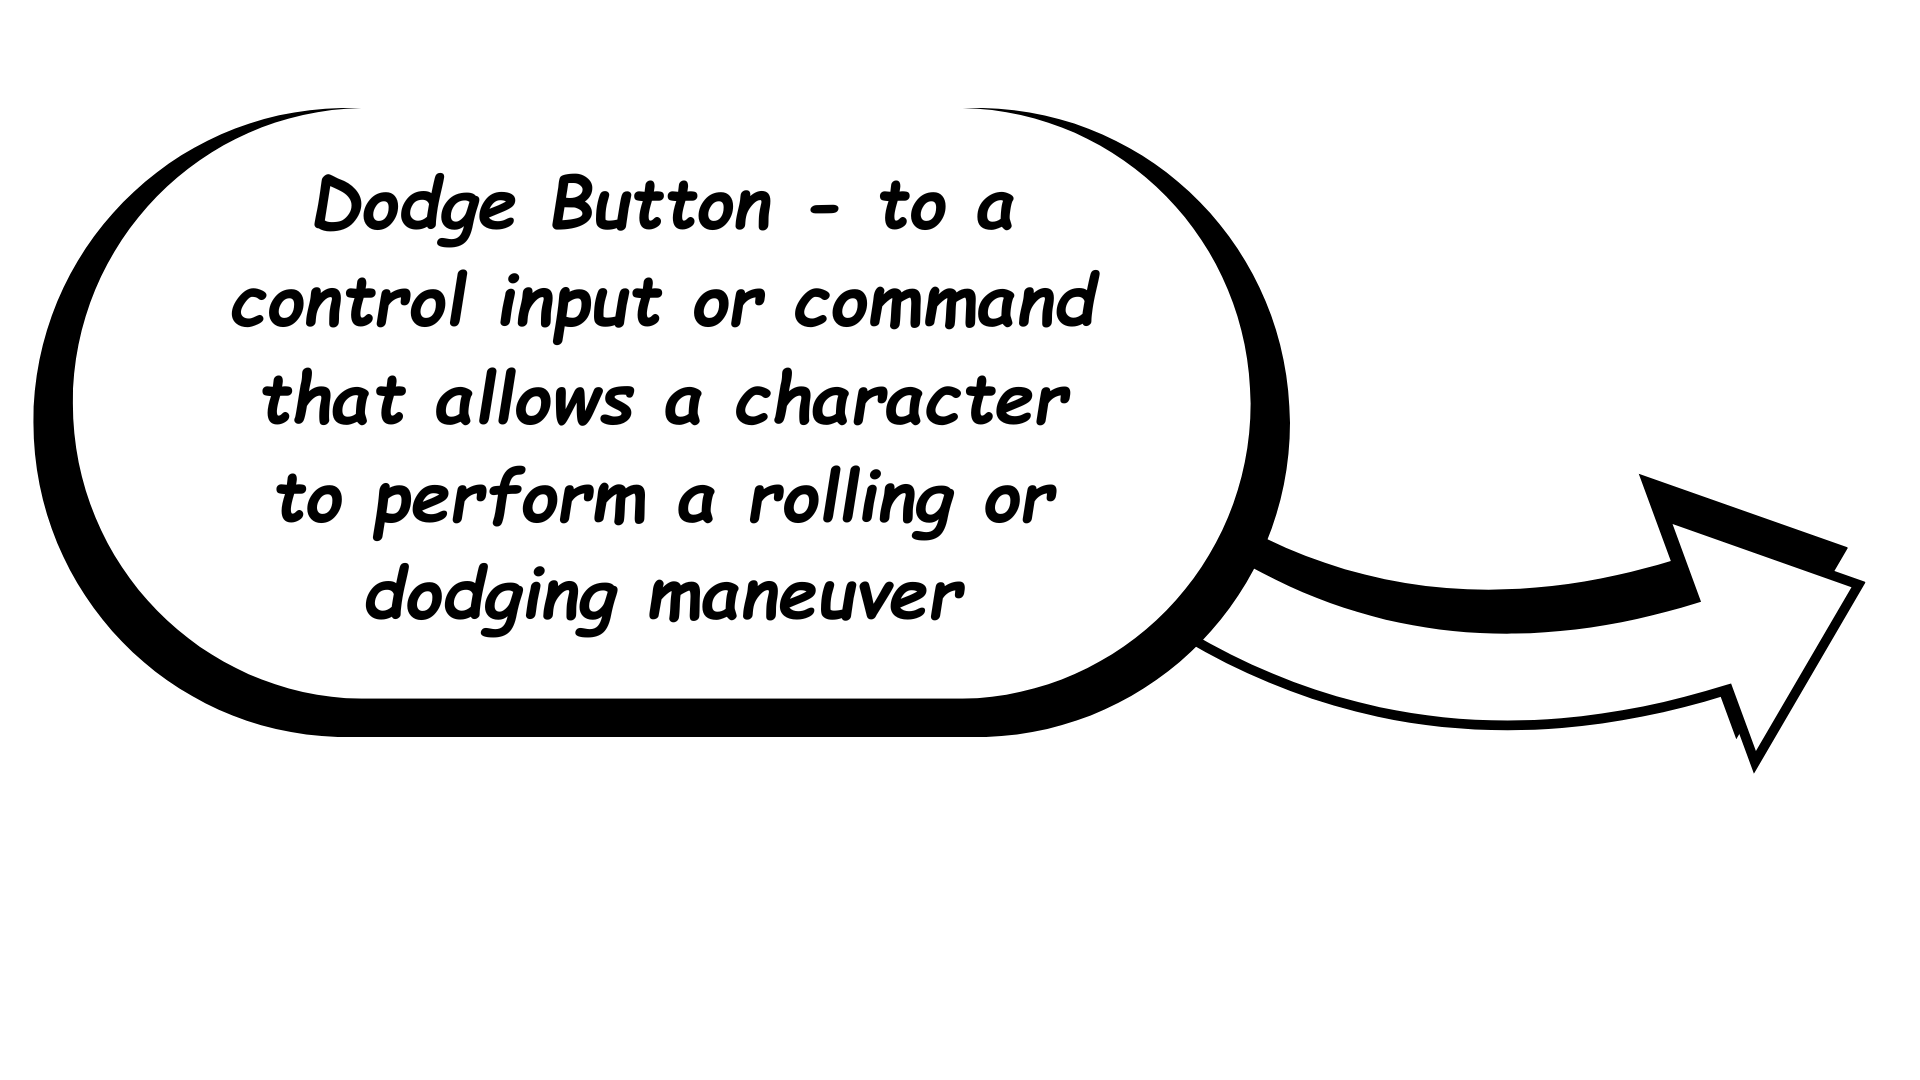 Dodge Button - to a
control input or command
that allows a character
to perform a rolling or
dodging maneuver